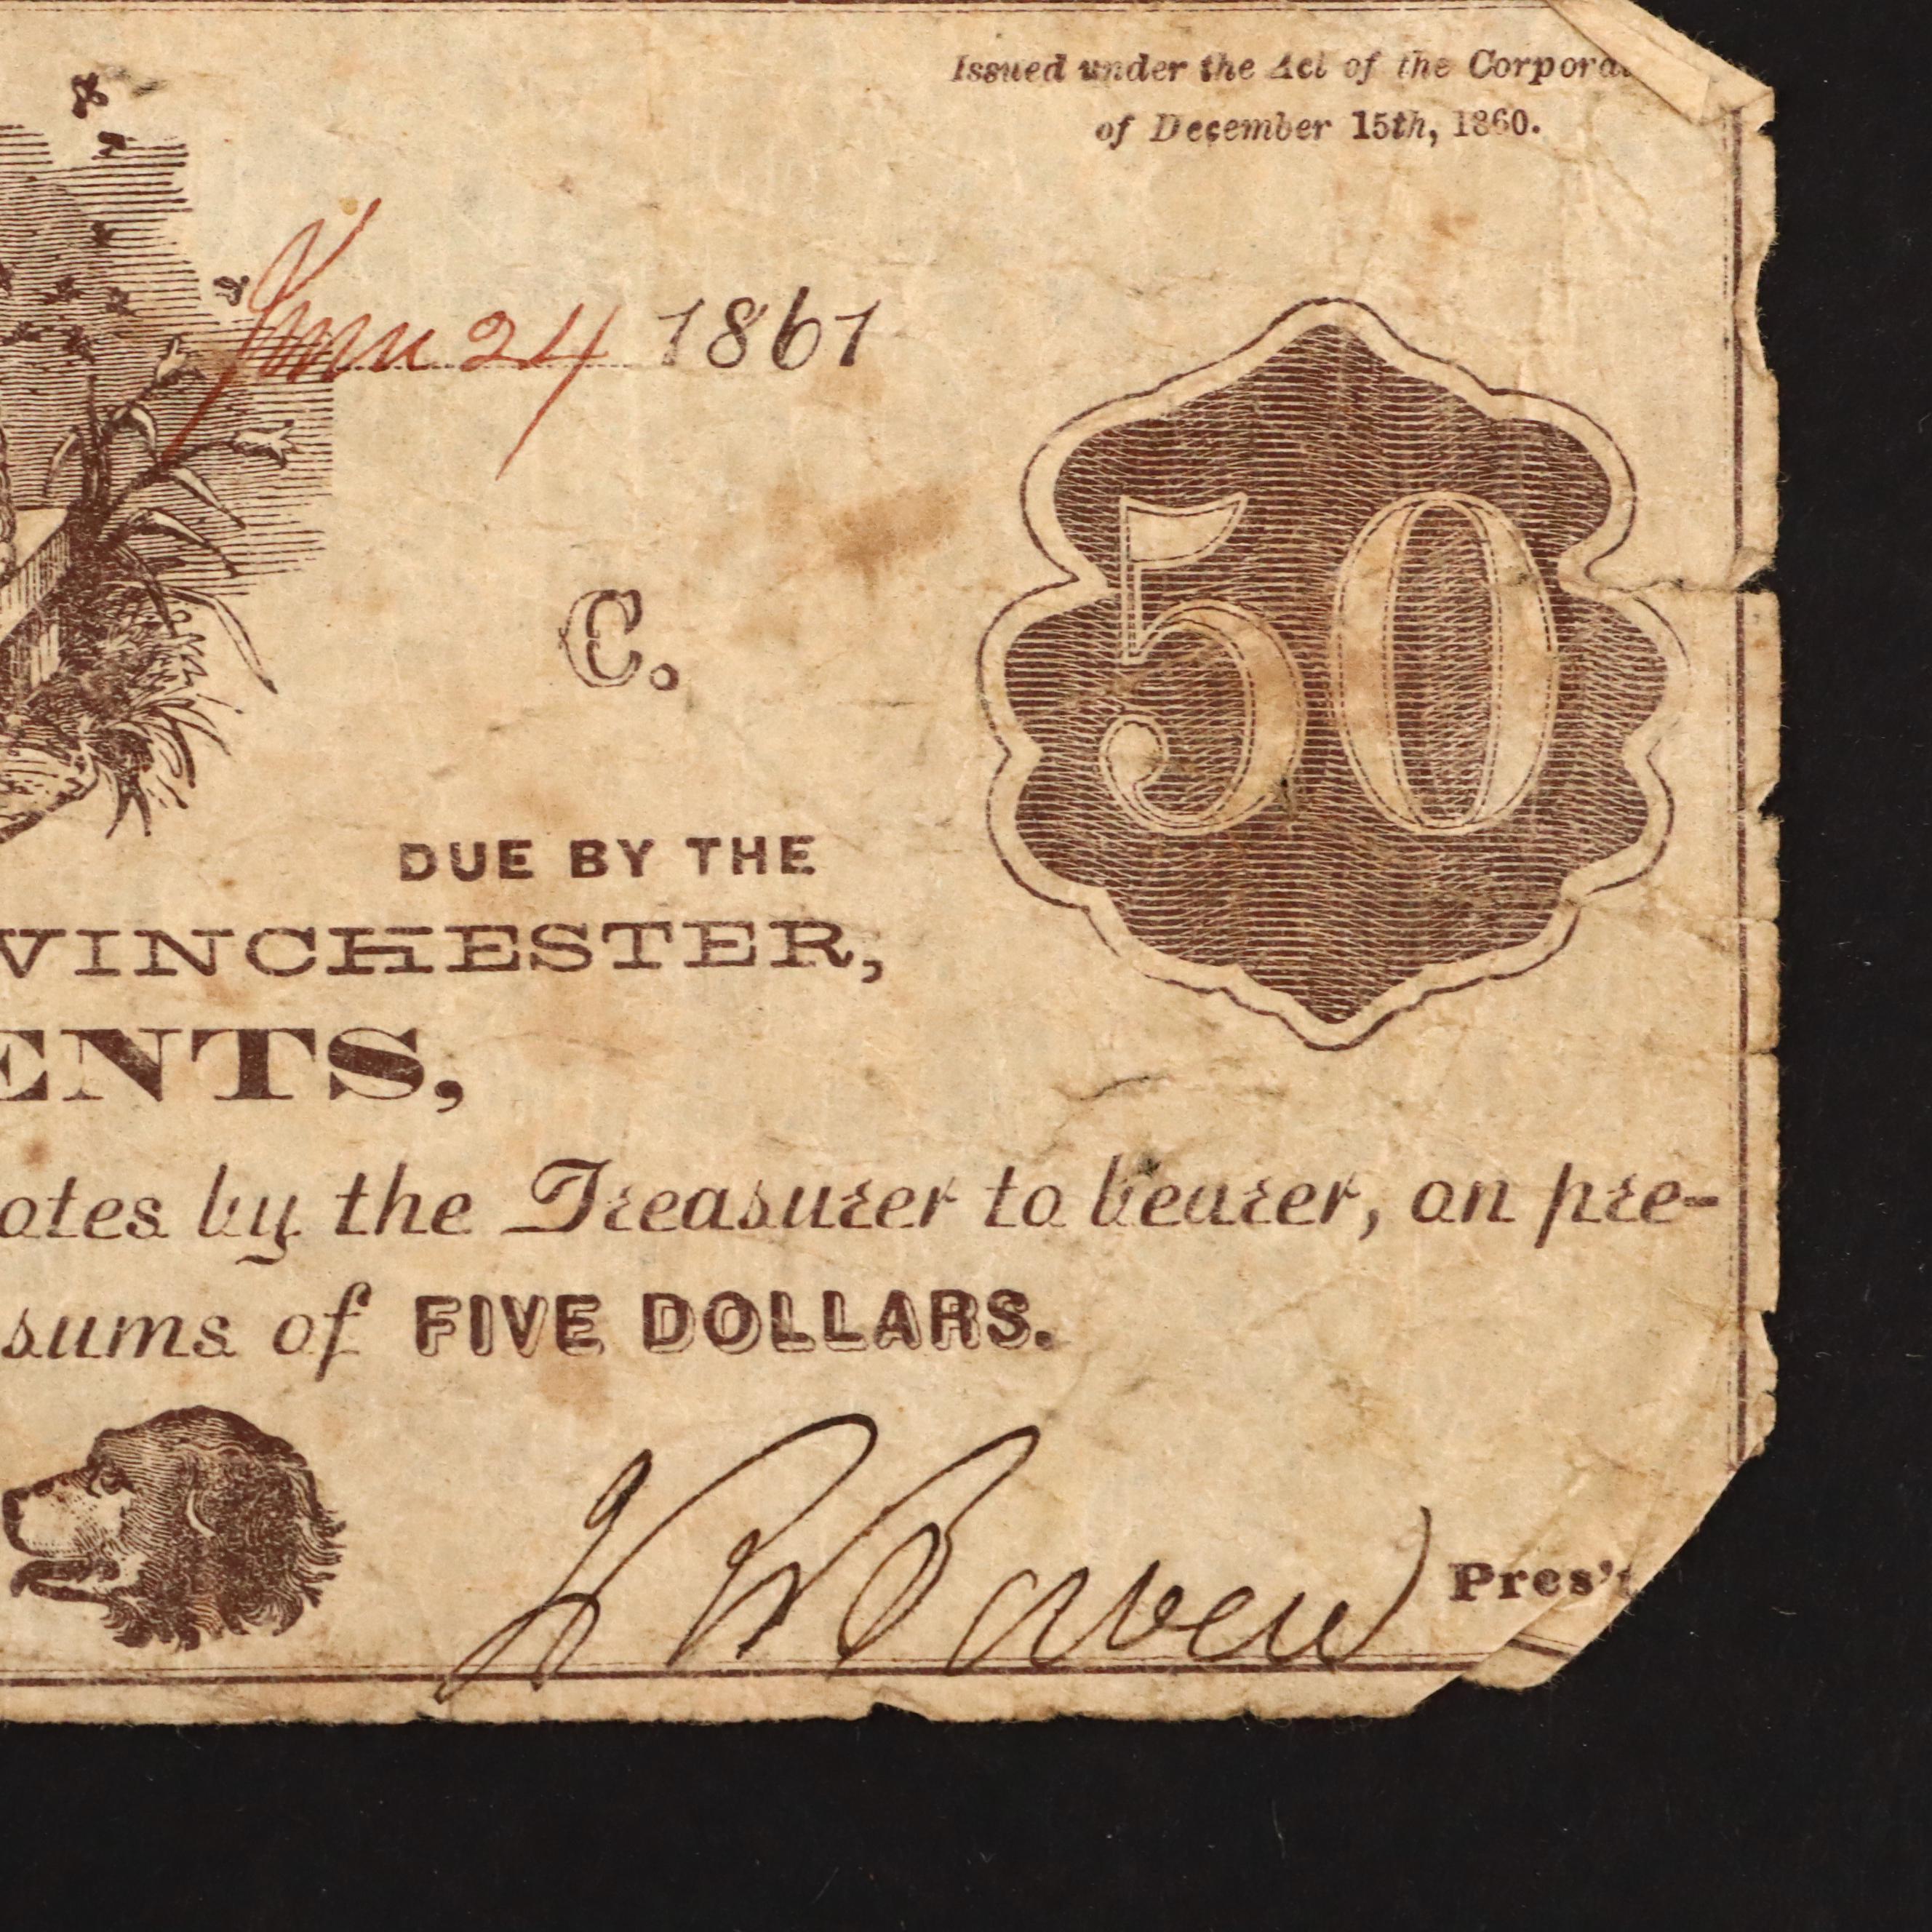 Issued under the Act of the Corpora
of December 15th, 1860.
24 1861
C.
50
DUE BY THE
WINCHESTER,
ENTS,
otes by the Treasurer to bearer, on pre-
sums of FIVE DOLLARS.
Pres't